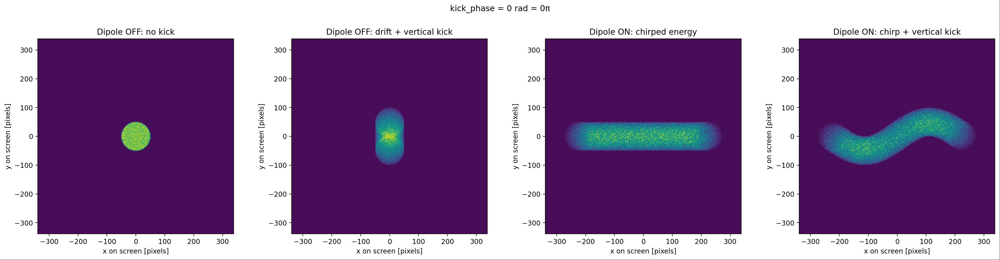 kick_phase = 0 rad = 0π
Dipole OFF: no kick
300
200
100
0
−100
−200
−300
y on screen [pixels]
−300 −200 −100 0 100 200 300
x on screen [pixels]
Dipole OFF: drift + vertical kick
300
200
100
0
−100
−200
−300
y on screen [pixels]
−300 −200 −100 0 100 200 300
x on screen [pixels]
Dipole ON: chirped energy
300
200
100
0
−100
−200
−300
y on screen [pixels]
−300 −200 −100 0 100 200 300
x on screen [pixels]
Dipole ON: chirp + vertical kick
300
200
100
0
−100
−200
−300
y on screen [pixels]
−300 −200 −100 0 100 200 300
x on screen [pixels]